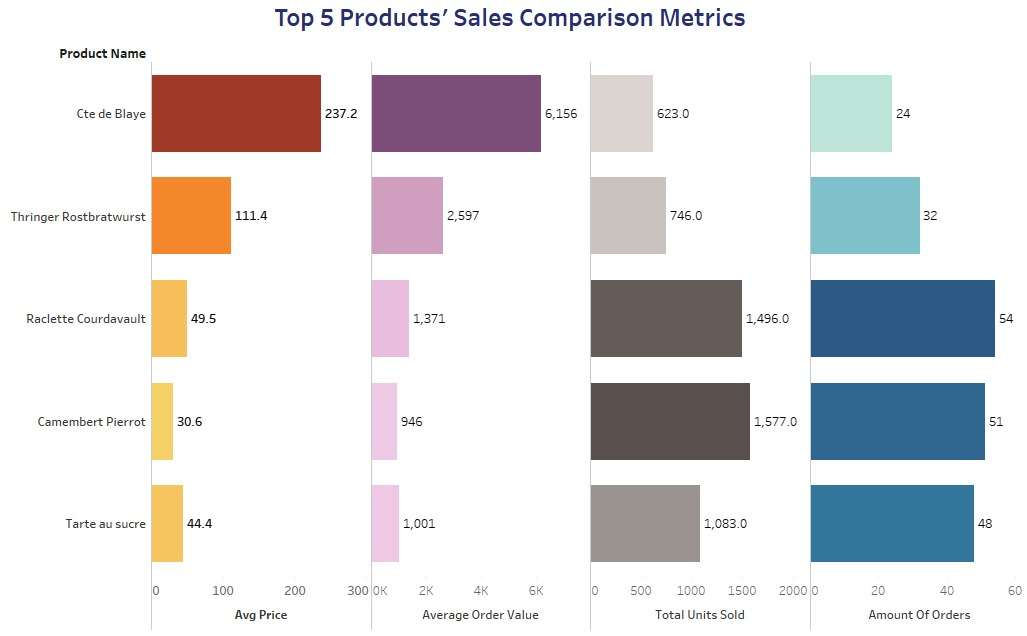 Top 5 Products’ Sales Comparison Metrics
Product Name
Cte de Blaye 237.2 6,156 623.0 24
Thringer Rostbratwurst 111.4 2,597 746.0 32
Raclette Courdavault 49.5 1,371 1,496.0 54
Camembert Pierrot 30.6 946 1,577.0 51
Tarte au sucre 44.4 1,001 1,083.0 48
0 100 200 300 0K 2K 4K 6K 0 500 1000 1500 2000 0 20 40 60
Avg Price Average Order Value Total Units Sold Amount Of Orders